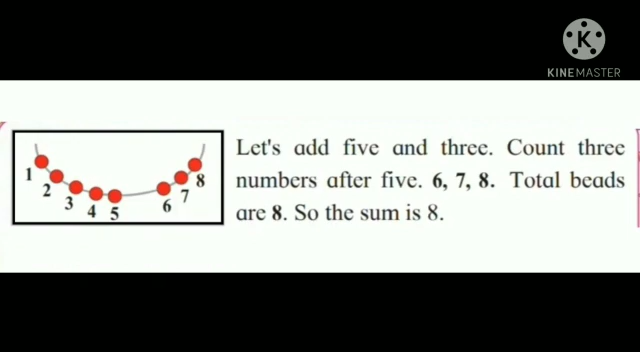 KINEMASTER
Let's add five and three. Count three
numbers after five. 6, 7, 8. Total beads
are 8. So the sum is 8.
1
2
3
4
5
6
7
8